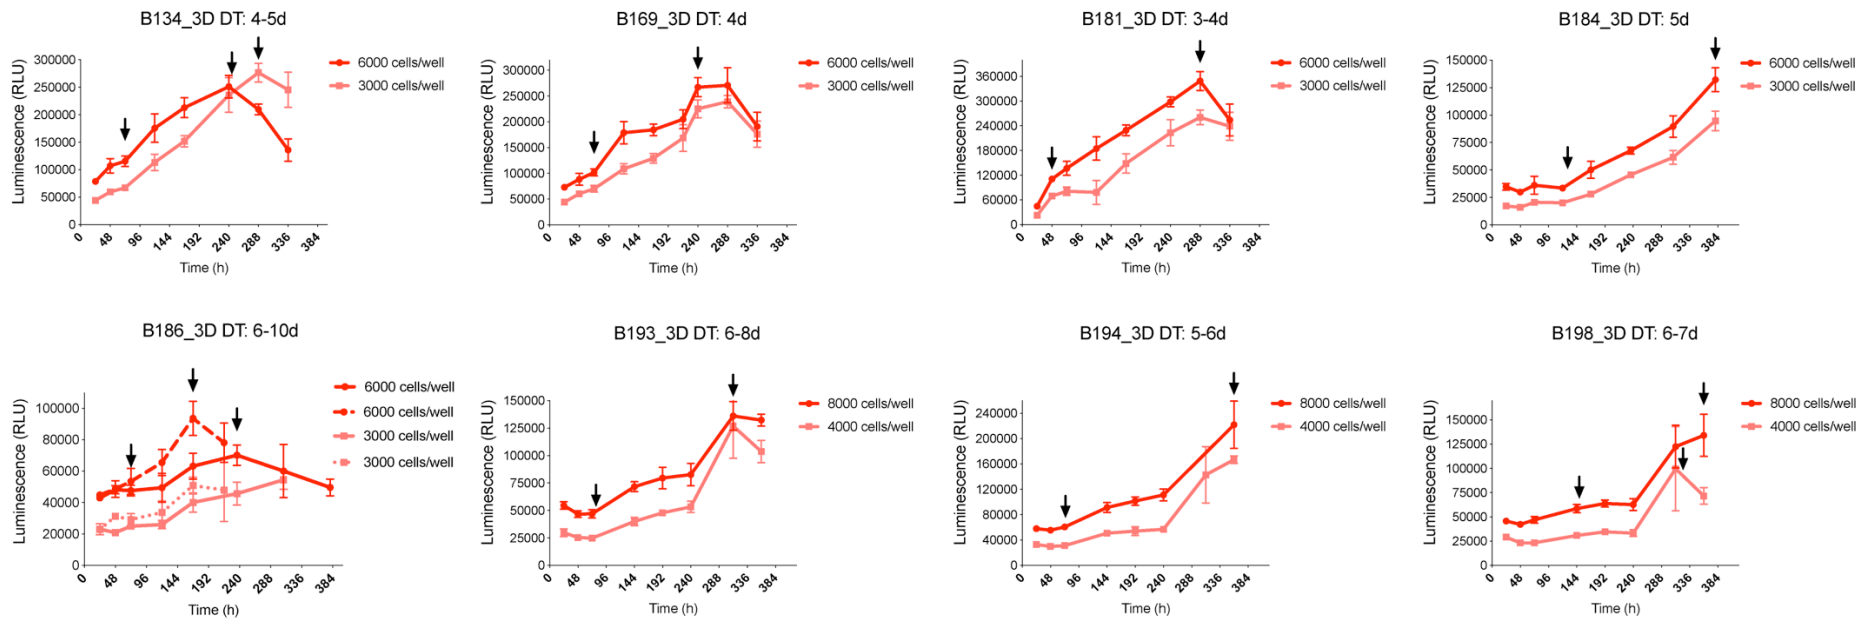 B134_3D DT: 4-5d
Luminescence (RLU)
300000
250000
200000
150000
100000
50000
0
0 48 96 144 192 240 288 336 384
Time (h)
6000 cells/well
3000 cells/well
B169_3D DT: 4d
Luminescence (RLU)
300000
250000
200000
150000
100000
50000
0
0 48 96 144 192 240 288 336 384
Time (h)
6000 cells/well
3000 cells/well
B181_3D DT: 3-4d
Luminescence (RLU)
360000
300000
240000
180000
120000
60000
0
0 48 96 144 192 240 288 336 384
Time (h)
6000 cells/well
3000 cells/well
B184_3D DT: 5d
Luminescence (RLU)
150000
125000
100000
75000
50000
25000
0
0 48 96 144 192 240 288 336 384
Time (h)
6000 cells/well
3000 cells/well
B186_3D DT: 6-10d
Luminescence (RLU)
100000
80000
60000
40000
20000
0
0 48 96 144 192 240 288 336 384
Time (h)
6000 cells/well
6000 cells/well
3000 cells/well
3000 cells/well
B193_3D DT: 6-8d
Luminescence (RLU)
150000
125000
100000
75000
50000
25000
0
0 48 96 144 192 240 288 336 384
Time (h)
8000 cells/well
4000 cells/well
B194_3D DT: 5-6d
Luminescence (RLU)
240000
200000
160000
120000
80000
40000
0
0 48 96 144 192 240 288 336 384
Time (h)
8000 cells/well
4000 cells/well
B198_3D DT: 6-7d
Luminescence (RLU)
150000
125000
100000
75000
50000
25000
0
0 48 96 144 192 240 288 336 384
Time (h)
8000 cells/well
4000 cells/well